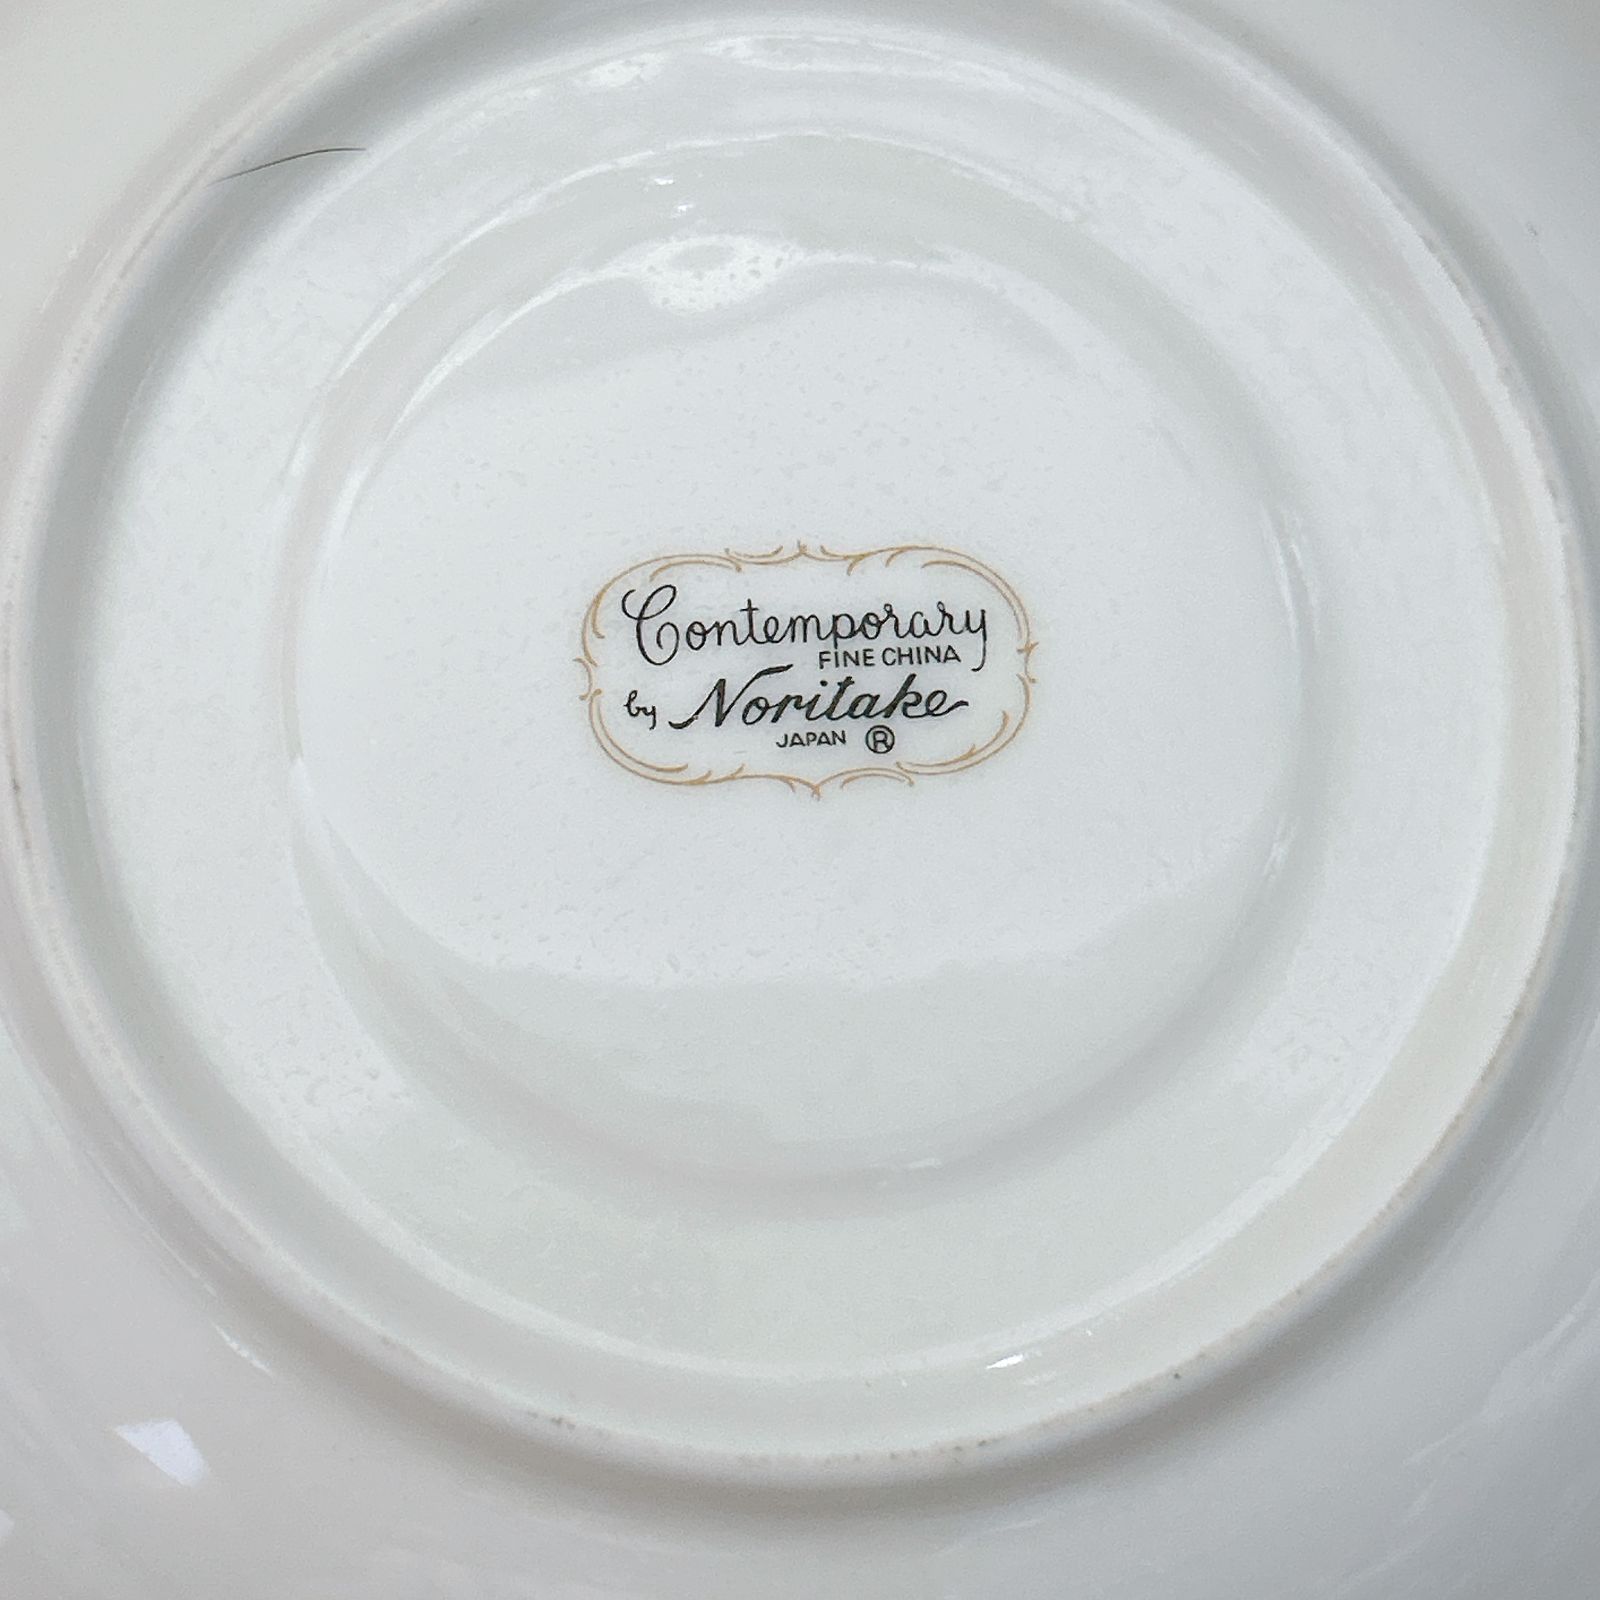 Contemporary
FINE CHINA
by Noritake
JAPAN ®